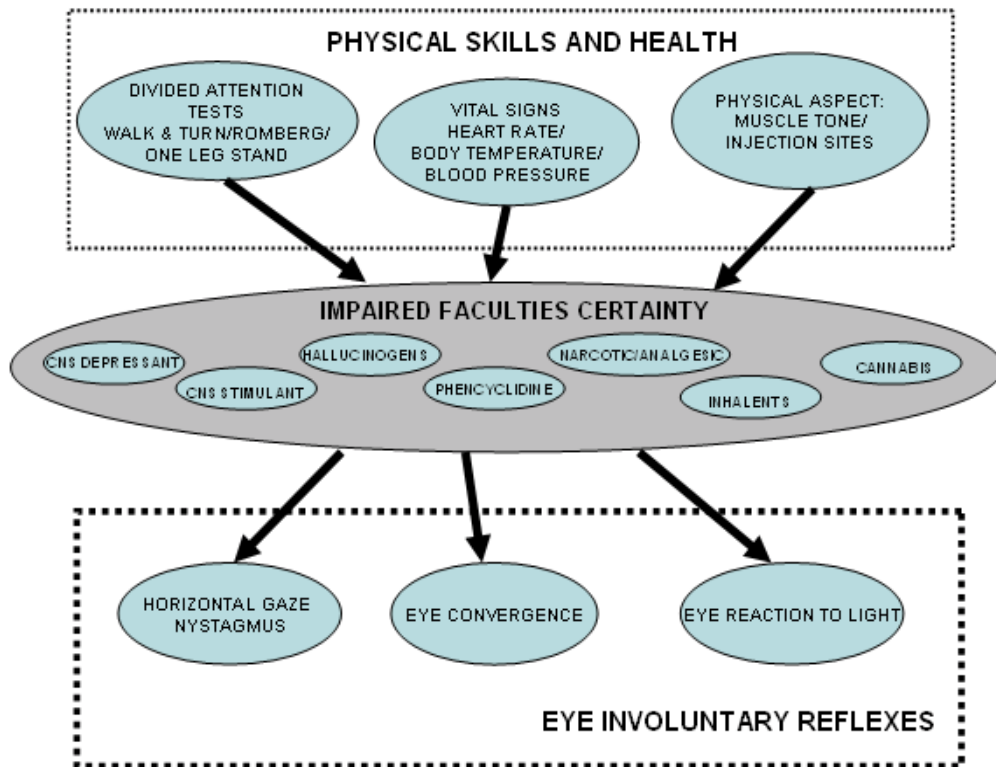 PHYSICAL SKILLS AND HEALTH
DIVIDED ATTENTION
TESTS
WALK & TURN/ROMBERG/
ONE LEG STAND
VITAL SIGNS
HEART RATE/
BODY TEMPERATURE/
BLOOD PRESSURE
PHYSICAL ASPECT:
MUSCLE TONE/
INJECTION SITES
IMPAIRED FACULTIES CERTAINTY
CNS DEPRESSANT
CNS STIMULANT
HALLUCINOGENS
PHENCYCLIDINE
NARCOTIC/ANALGESIC
INHALENTS
CANNABIS
HORIZONTAL GAZE
NYSTAGMUS
EYE CONVERGENCE
EYE REACTION TO LIGHT
EYE INVOLUNTARY REFLEXES